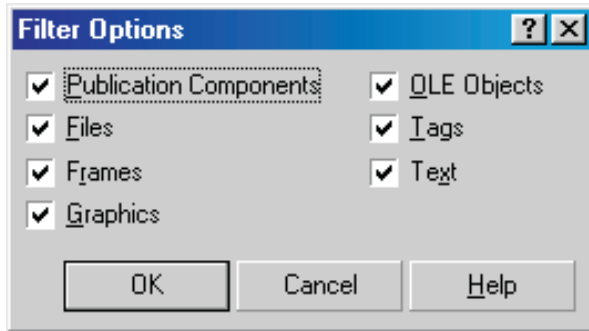 Filter Options
Publication Components
OLE Objects
Files
Tags
Frames
Text
Graphics
OK
Cancel
Help